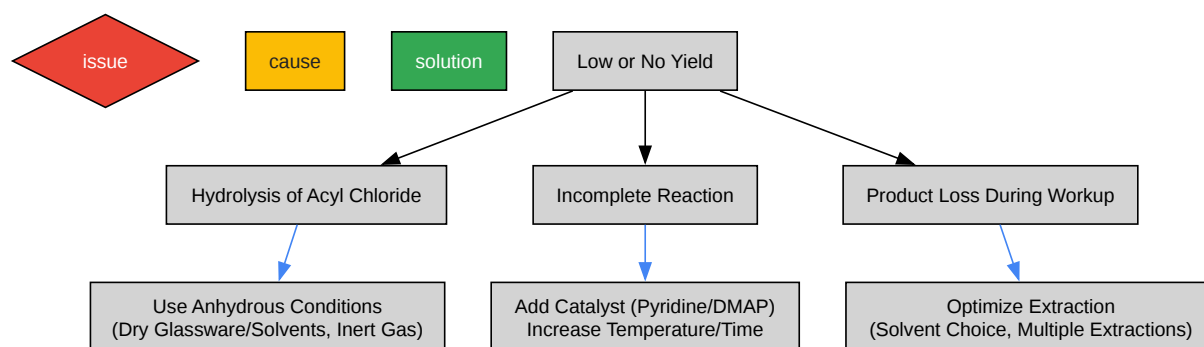 issue
cause
solution
Low or No Yield
Hydrolysis of Acyl Chloride
Incomplete Reaction
Product Loss During Workup
Use Anhydrous Conditions
(Dry Glassware/Solvents, Inert Gas)
Add Catalyst (Pyridine/DMAP)
Increase Temperature/Time
Optimize Extraction
(Solvent Choice, Multiple Extractions)